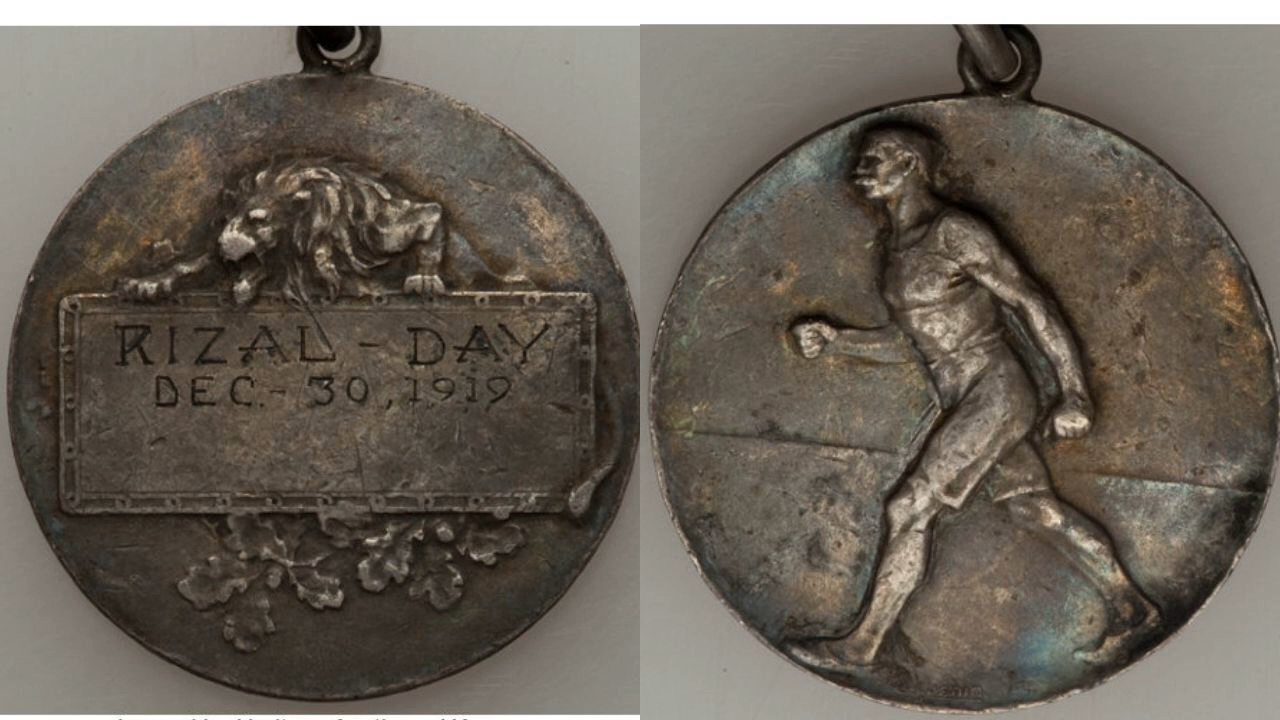 RIZAL - DAY
DEC. - 30, 1919